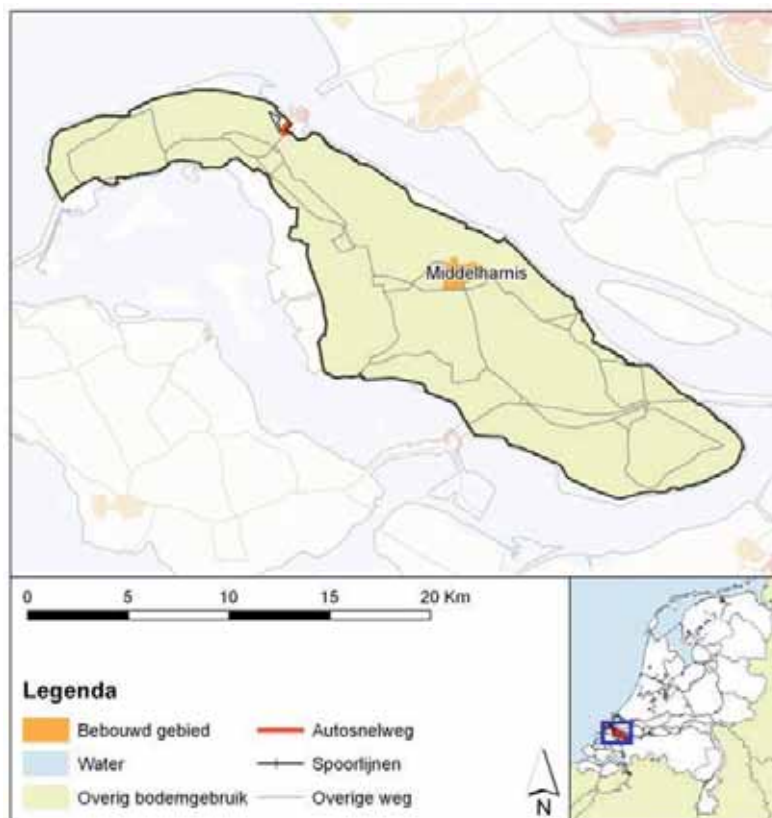 Middelharnis
0 5 10 15 20 Km
Legenda
Bebouwd gebied
Water
Overig bodemgebruik
Autosnelweg
Spoorlijnen
Overige weg
N